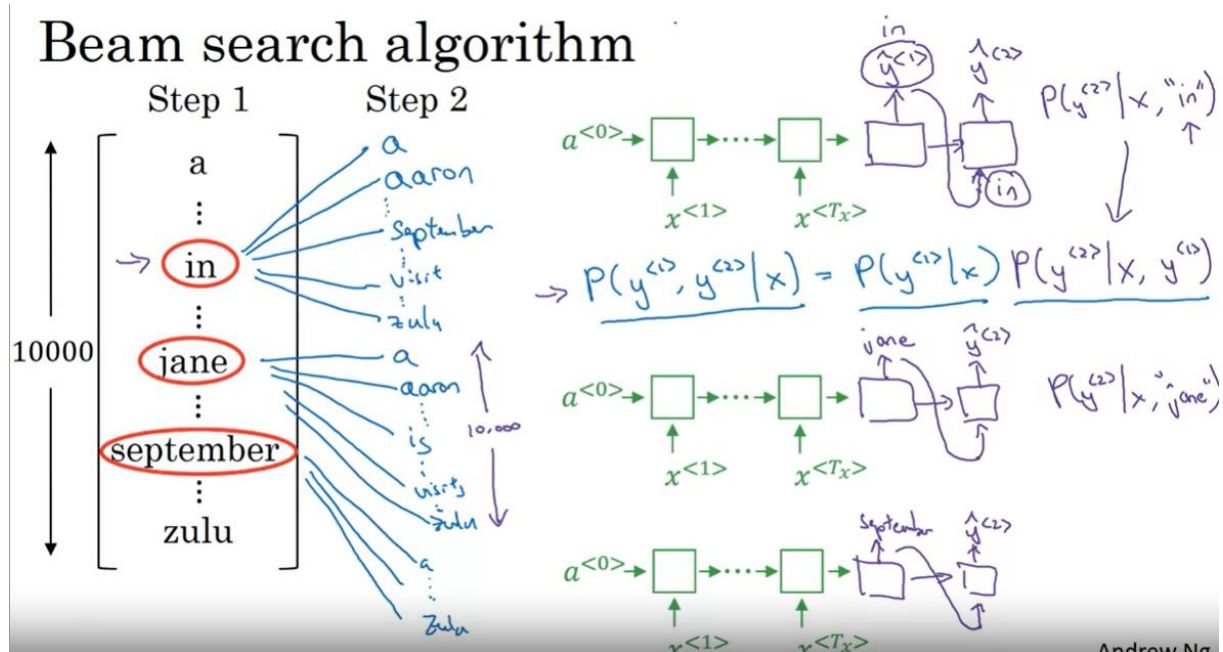 Beam search algorithm
Step 1
Step 2
10000
a
⋮
in
⋮
jane
⋮
september
⋮
zulu
a
aaron
⋮
September
⋮
visit
⋮
zulu
a
aaron
⋮
is
⋮
visits
⋮
zulu
10,000
a
⋮
zulu
in
ŷ<1>
ŷ<2>
a<0>
...
x<1>
x<Tx>
in
P(y<2>|x, "in")
P(y<1>, y<2>|x) = P(y<1>|x) P(y<2>|x, y<1>)
jane
ŷ<2>
a<0>
...
x<1>
x<Tx>
P(y<2>|x, "jane")
September
ŷ<2>
a<0>
...
x<1>
x<Tx>
Andrew Ng